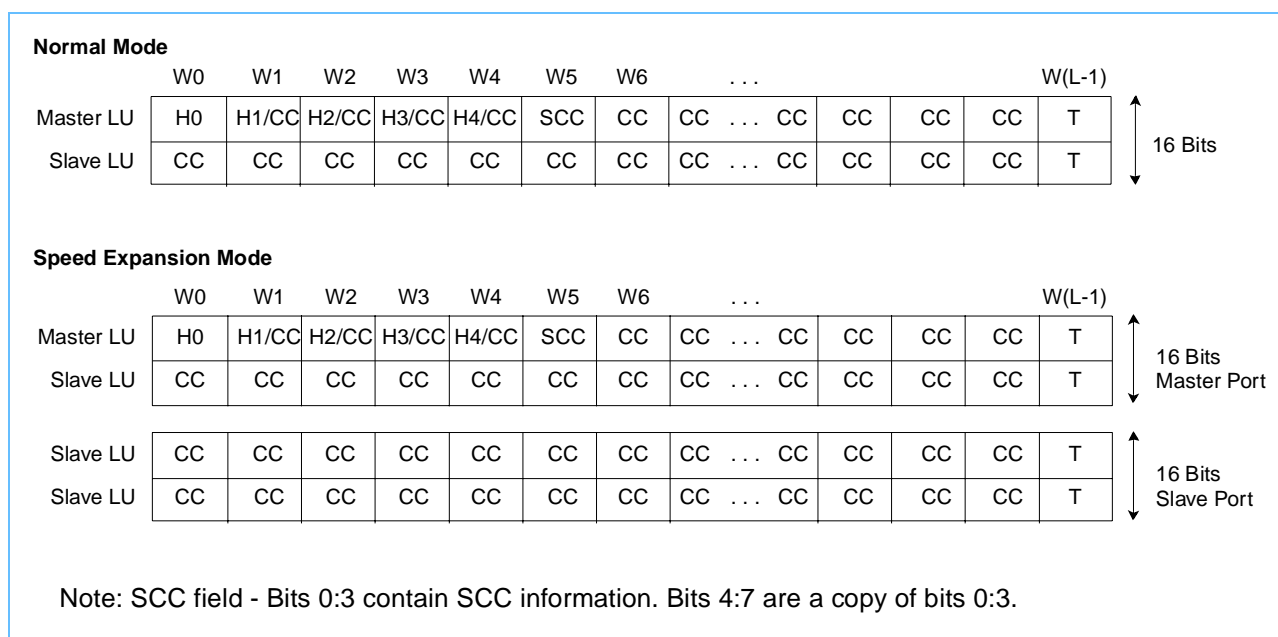 Normal Mode
W0 W1 W2 W3 W4 W5 W6 . . . W(L-1)
Master LU H0 H1/CC H2/CC H3/CC H4/CC SCC CC CC . . . CC CC CC CC T
Slave LU CC CC CC CC CC CC CC CC . . . CC CC CC CC T
16 Bits
Speed Expansion Mode
W0 W1 W2 W3 W4 W5 W6 . . . W(L-1)
Master LU H0 H1/CC H2/CC H3/CC H4/CC SCC CC CC . . . CC CC CC CC T
Slave LU CC CC CC CC CC CC CC CC . . . CC CC CC CC T
16 Bits
Master Port
Slave LU CC CC CC CC CC CC CC CC . . . CC CC CC CC T
Slave LU CC CC CC CC CC CC CC CC . . . CC CC CC CC T
16 Bits
Slave Port
Note: SCC field - Bits 0:3 contain SCC information. Bits 4:7 are a copy of bits 0:3.